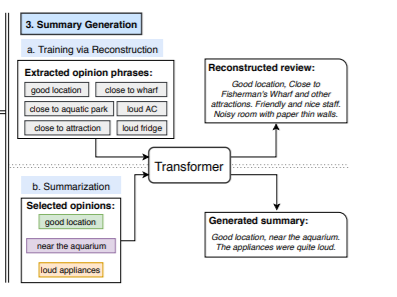 3. Summary Generation
a. Training via Reconstruction
Extracted opinion phrases:
good location close to wharf
close to aquatic park loud AC
close to attraction loud fridge
Reconstructed review:
Good location, Close to
Fisherman's Wharf and other
attractions. Friendly and nice staff.
Noisy room with paper thin walls.
Transformer
b. Summarization
Selected opinions:
good location
near the aquarium
loud appliances
Generated summary:
Good location, near the aquarium.
The appliances were quite loud.